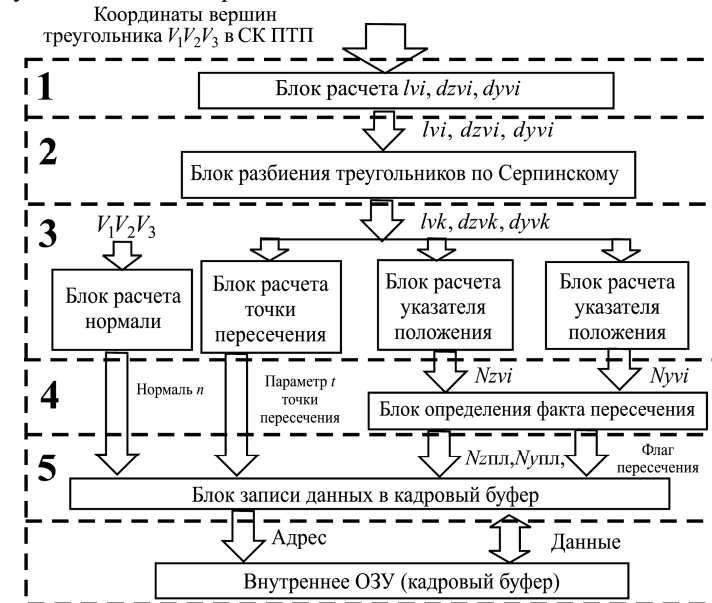 Координаты вершин
треугольника V₁V₂V₃ в СК ПТП
1
Блок расчета lvi, dzvi, dyvi
lvi, dzvi, dyvi
2
Блок разбиения треугольников по Серпинскому
3
V₁V₂V₃
lvk, dzvk, dyvk
Блок расчета
нормали
Блок расчета
точки
пересечения
Блок расчета
указателя
положения
Блок расчета
указателя
положения
4
Нормаль n
Параметр t
точки
пересечения
Nzvi
Nyvi
Блок определения факта пересечения
5
Nzпл,Nyпл,
Флаг
пересечения
Блок записи данных в кадровый буфер
Адрес
Данные
Внутреннее ОЗУ (кадровый буфер)